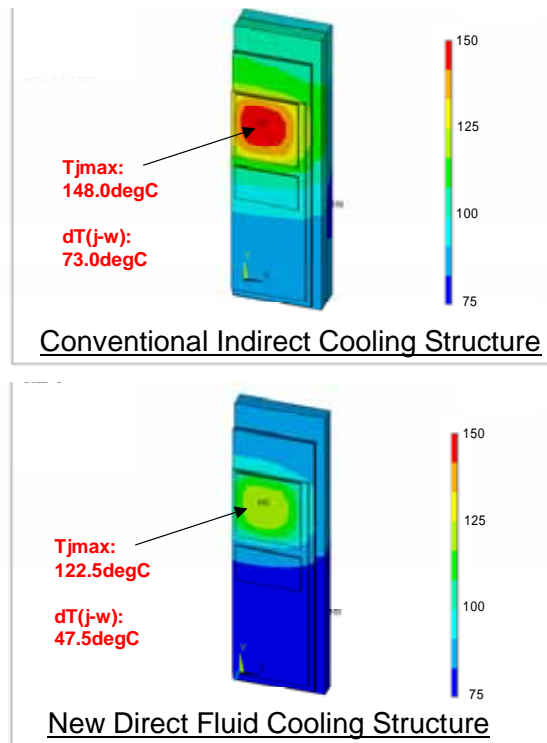 150
125
100
75
Tjmax:
148.0degC
dT(j-w):
73.0degC
Conventional Indirect Cooling Structure
150
125
100
75
Tjmax:
122.5degC
dT(j-w):
47.5degC
New Direct Fluid Cooling Structure